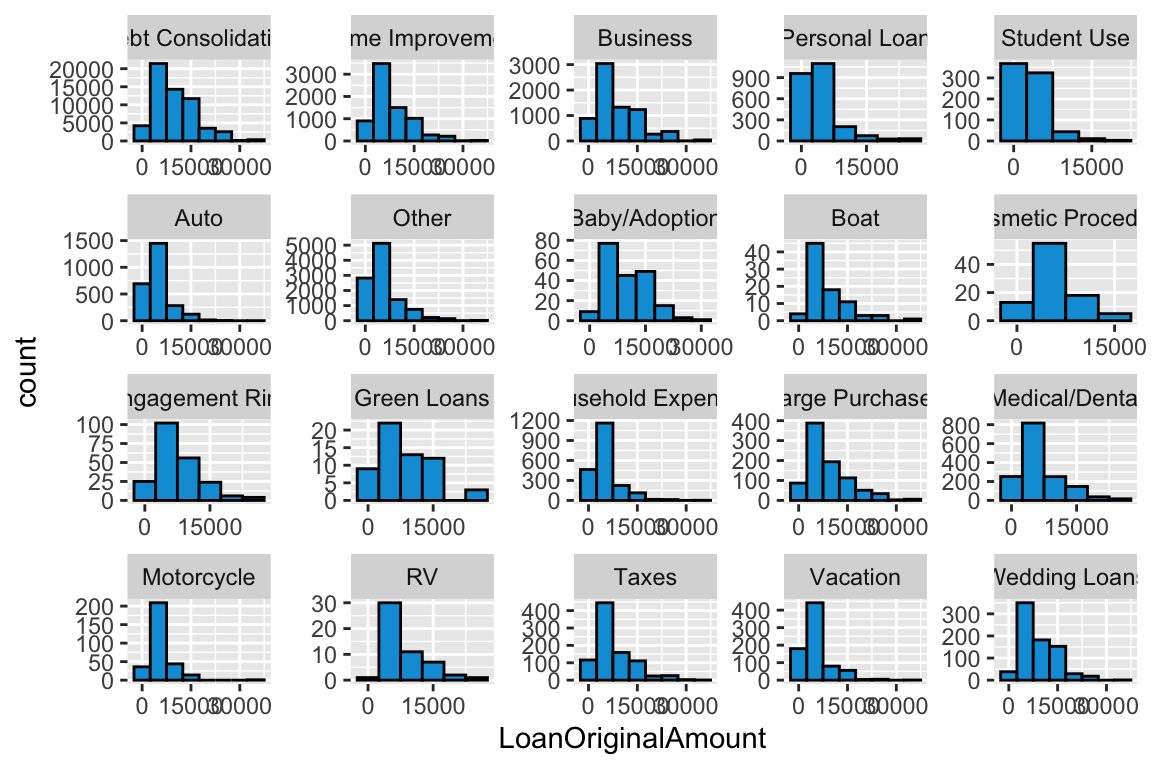 ebt Consolidati
20000
15000
10000
5000
0
0 15000 30000
me Improveme
3000
2000
1000
0
0 15000 30000
Business
3000
2000
1000
0
0 15000 30000
Personal Loan
900
600
300
0
0 15000
Student Use
300
200
100
0
0 15000
Auto
1500
1000
500
0
0 15000 30000
Other
5000
4000
3000
2000
1000
0
0 15000 30000
Baby/Adoption
80
60
40
20
0
0 15000 30000
Boat
40
30
20
10
0
0 15000 30000
smetic Proced
40
20
0
0 15000
count
ngagement Rin
100
75
50
25
0
0 15000
Green Loans
20
15
10
5
0
0 15000
usehold Expen
1200
900
600
300
0
0 15000 30000
arge Purchase
400
300
200
100
0
0 15000 30000
Medical/Denta
800
600
400
200
0
0 15000
Motorcycle
200
150
100
50
0
0 15000 30000
RV
30
20
10
0
0 15000
Taxes
400
300
200
100
0
0 15000 30000
Vacation
400
300
200
100
0
0 15000 30000
Wedding Loans
300
200
100
0
0 15000 30000
LoanOriginalAmount